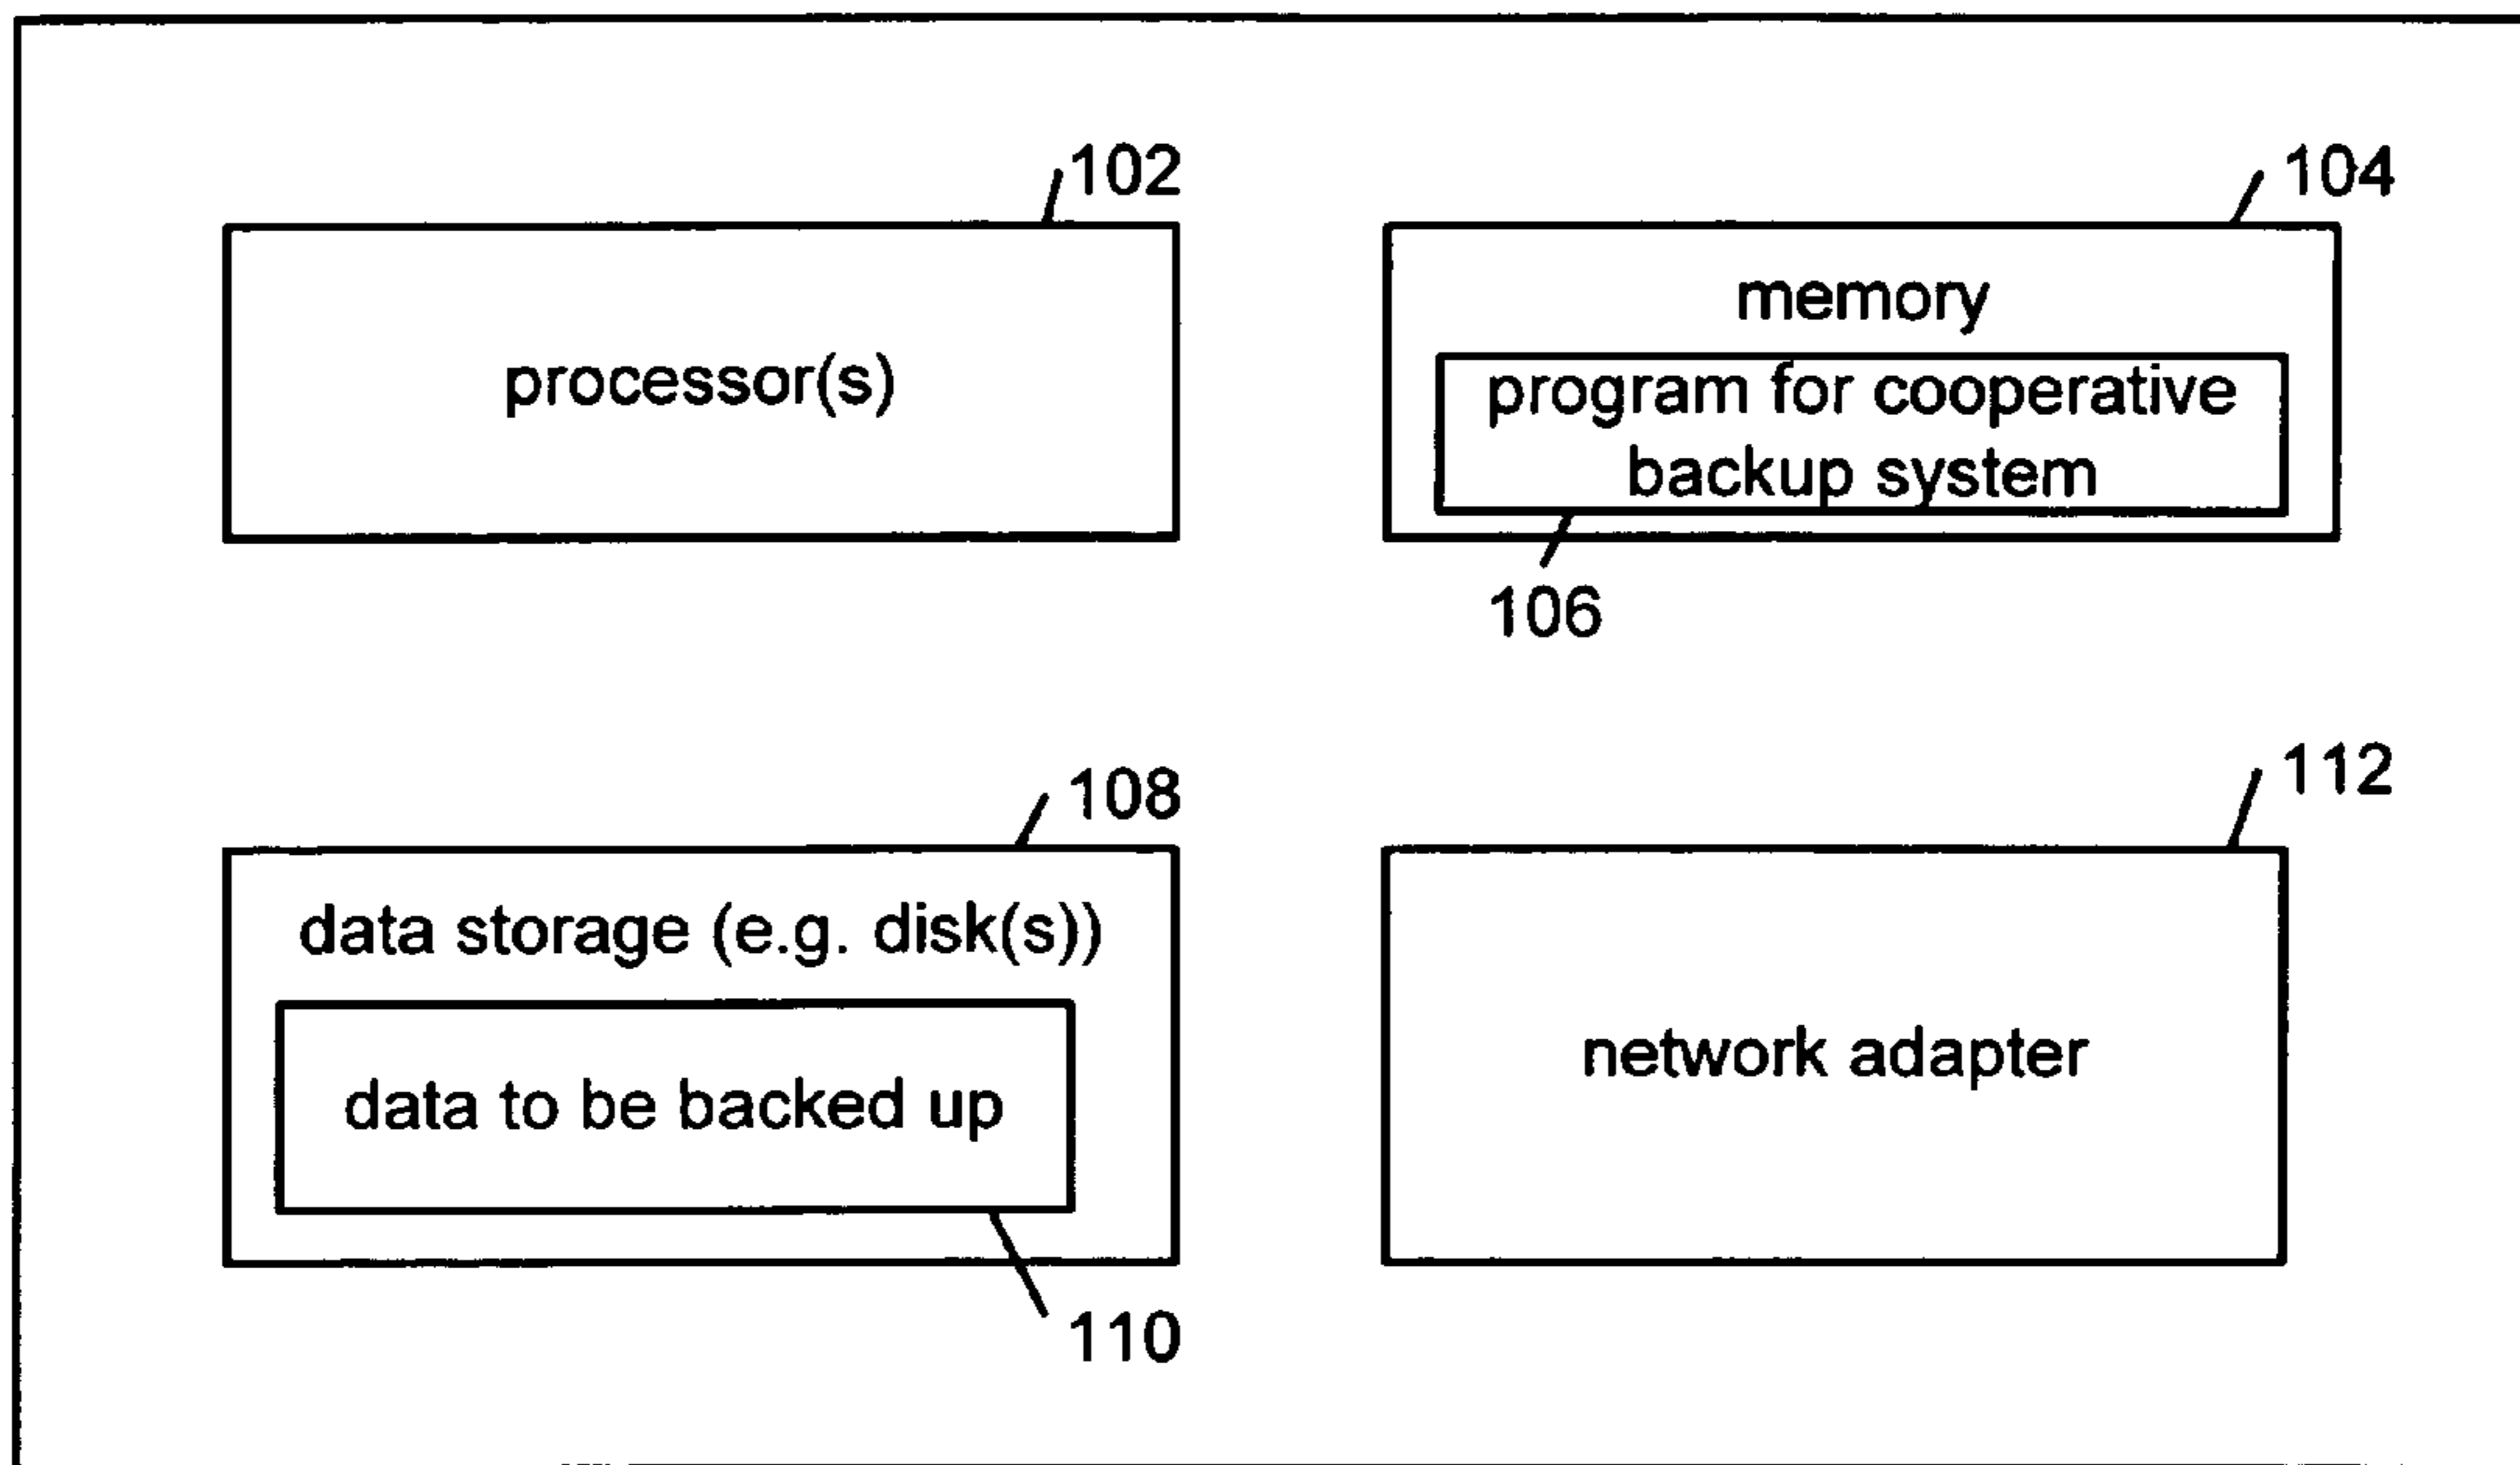 102
104
processor(s)
memory
program for cooperative
backup system
106
108
112
data storage (e.g. disk(s))
data to be backed up
network adapter
110